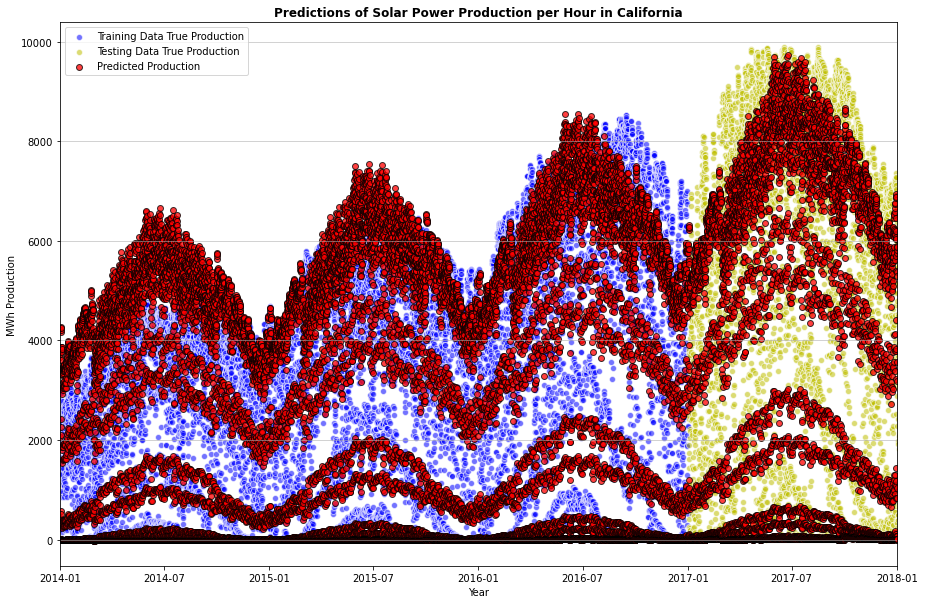 Predictions of Solar Power Production per Hour in California
Training Data True Production
Testing Data True Production
Predicted Production
10000
8000
6000
4000
2000
0
MWh Production
2014-01
2014-07
2015-01
2015-07
2016-01
2016-07
2017-01
2017-07
2018-01
Year